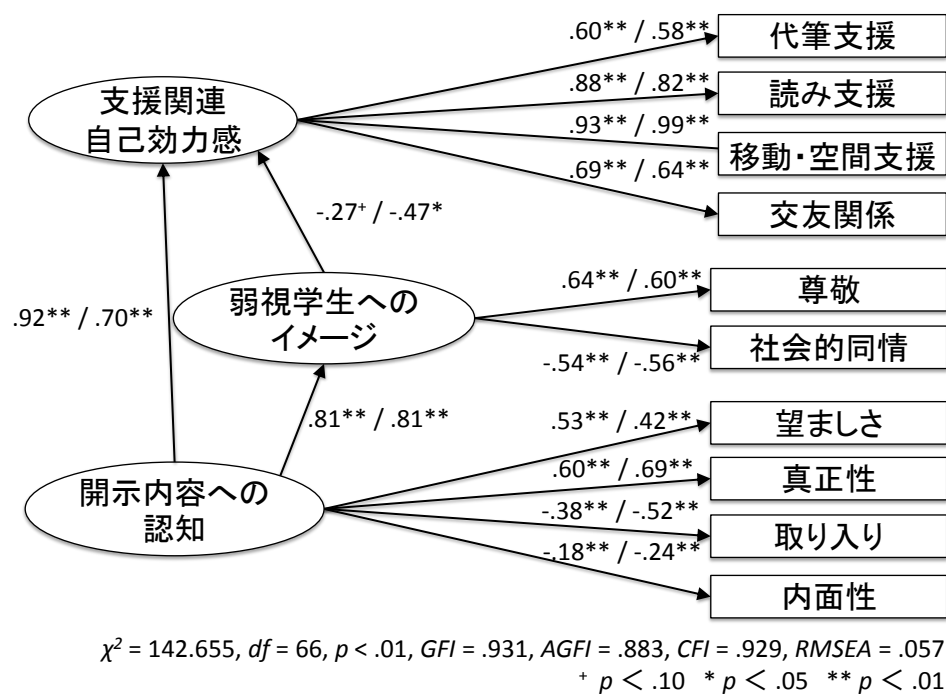 .60** / .58**
代筆支援
支援関連
自己効力感
.88** / .82**
読み支援
.93** / .99**
移動・空間支援
.69** / .64**
交友関係
-.27⁺ / -.47*
.92** / .70**
弱視学生への
イメージ
.64** / .60**
尊敬
-.54** / -.56**
社会的同情
.81** / .81**
.53** / .42**
望ましさ
開示内容への
認知
.60** / .69**
真正性
-.38** / -.52**
取り入り
-.18** / -.24**
内面性
χ² = 142.655, df = 66, p < .01, GFI = .931, AGFI = .883, CFI = .929, RMSEA = .057
⁺ p < .10 * p < .05 ** p < .01